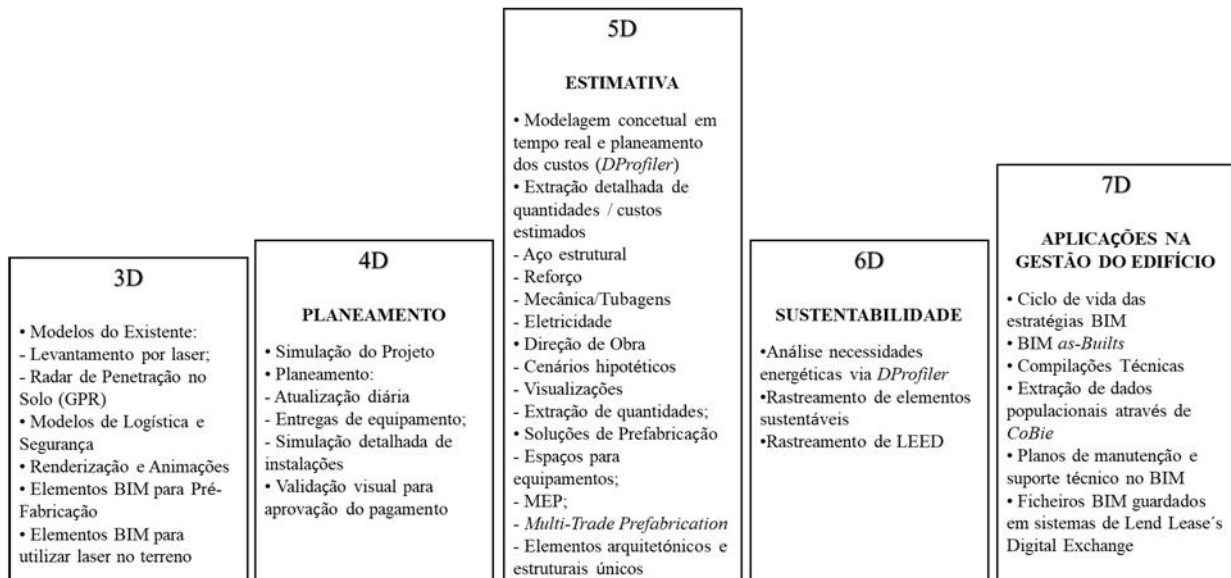 3D
• Modelos do Existente:
- Levantamento por laser;
- Radar de Penetração no
Solo (GPR)
• Modelos de Logística e
Segurança
• Renderização e Animações
• Elementos BIM para Pré-
Fabricação
• Elementos BIM para
utilizar laser no terreno
4D
PLANEAMENTO
• Simulação do Projeto
• Planeamento:
- Atualização diária
- Entregas de equipamento;
- Simulação detalhada de
instalações
• Validação visual para
aprovação do pagamento
5D
ESTIMATIVA
• Modelagem concetual em
tempo real e planeamento
dos custos (DProfiler)
• Extração detalhada de
quantidades / custos
estimados
- Aço estrutural
- Reforço
- Mecânica/Tubagens
- Eletricidade
• Direção de Obra
- Cenários hipotéticos
- Visualizações
- Extração de quantidades;
• Soluções de Prefabricação
- Espaços para
equipamentos;
- MEP;
- Multi-Trade Prefabrication
- Elementos arquitetónicos e
estruturais únicos
6D
SUSTENTABILIDADE
•Análise necessidades
energéticas via DProfiler
•Rastreamento de elementos
sustentáveis
•Rastreamento de LEED
7D
APLICAÇÕES NA
GESTÃO DO EDIFÍCIO
• Ciclo de vida das
estratégias BIM
• BIM as-Builts
• Compilações Técnicas
• Extração de dados
populacionais através de
CoBie
• Planos de manutenção e
suporte técnico no BIM
• Ficheiros BIM guardados
em sistemas de Lend Lease´s
Digital Exchange